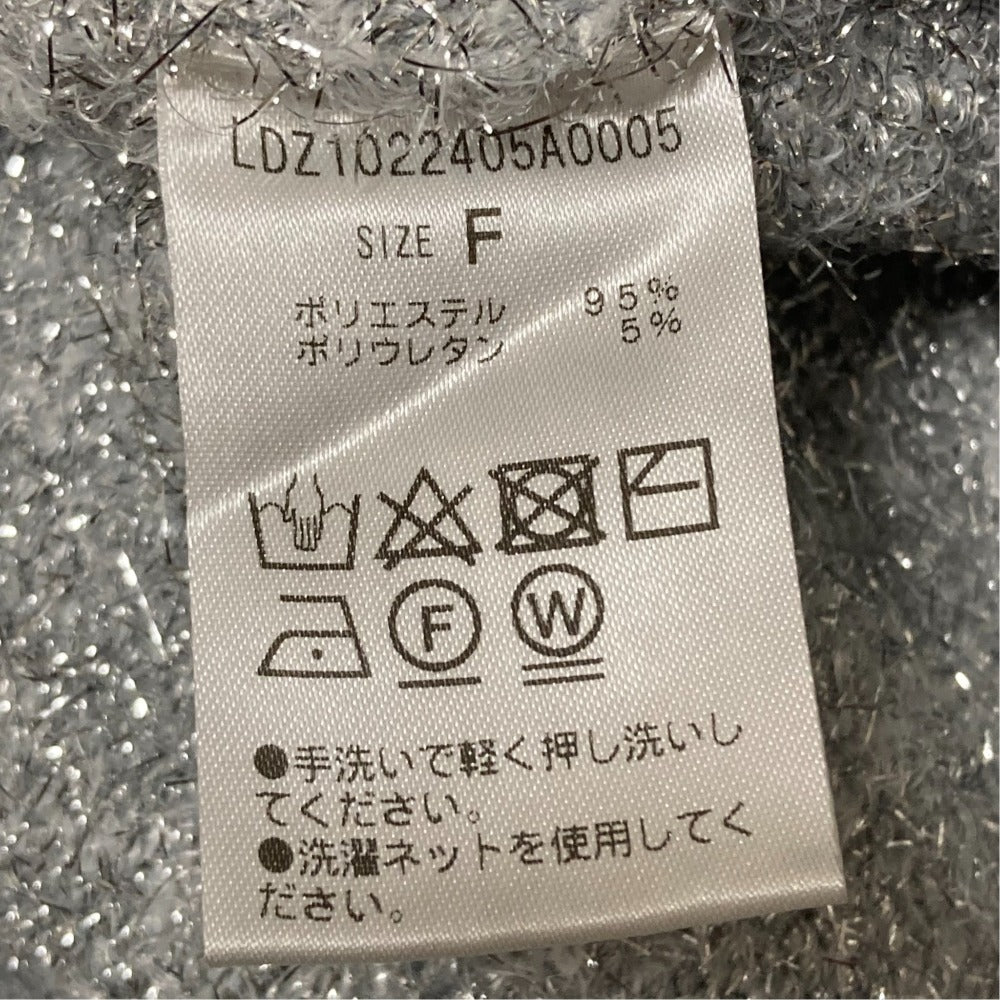 LDZ1022405A0005
SIZE F
ポリエステル 95%
ポリウレタン 5%
F W
●手洗いで軽く押し洗いし
てください。
●洗濯ネットを使用してく
ださい。